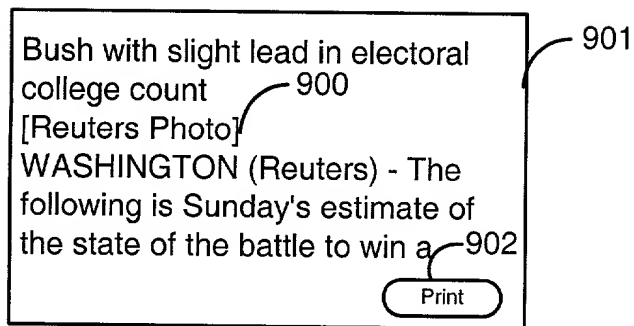 901
Bush with slight lead in electoral
college count
900
[Reuters Photo]
WASHINGTON (Reuters) - The
following is Sunday's estimate of
the state of the battle to win a
902
Print